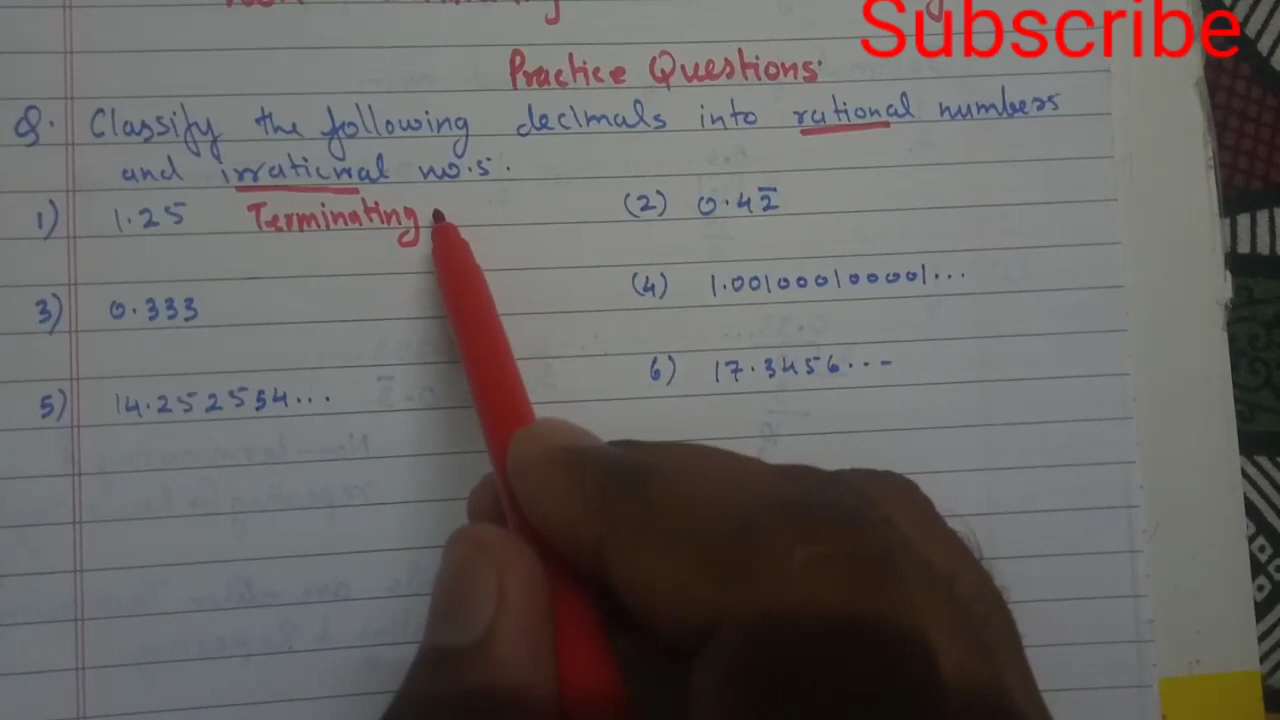 Subscribe
Practice Questions.
Q. Classify the following decimals into rational numbers
and irrational no.s.
1) 1.25 Terminating (2) 0.42̅
3) 0.333 (4) 1.0010001000001...
5) 14.252554... 6) 17.3456...